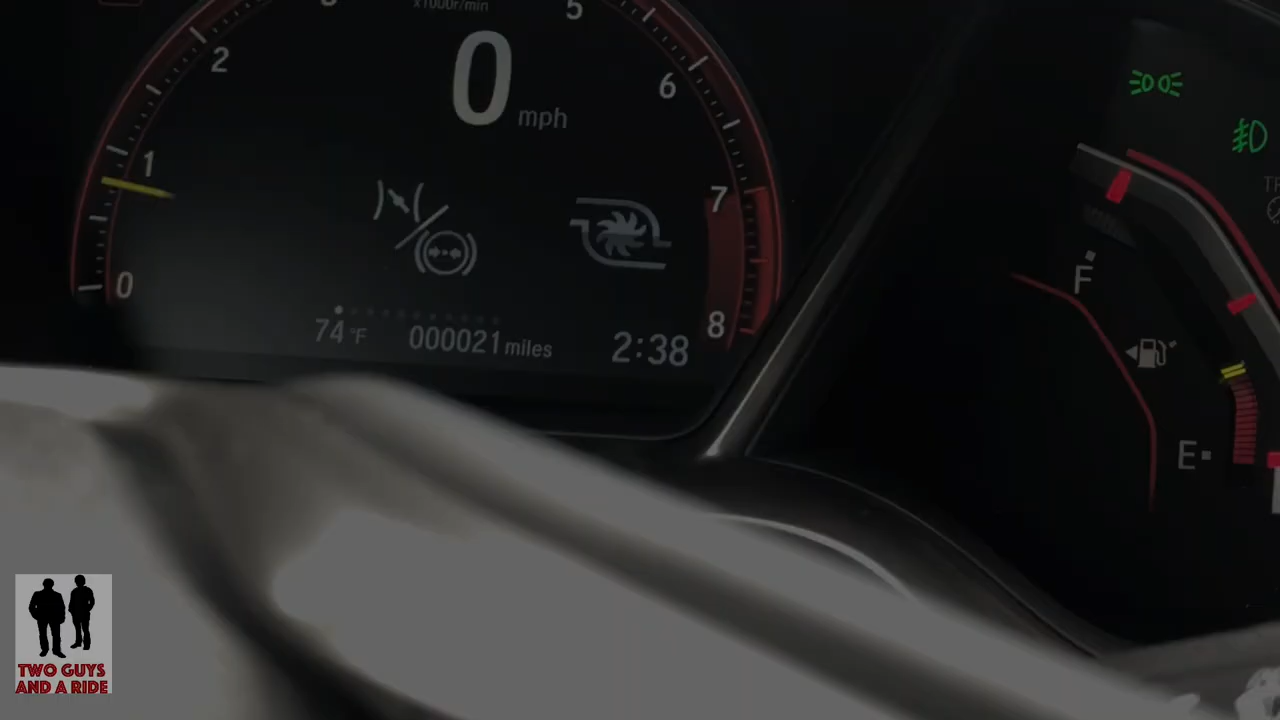 x1000r/min
5
2
0
mph
6
1
7
0
8
74 °F
000021 miles
2:38
F
E
TWO GUYS
AND A RIDE